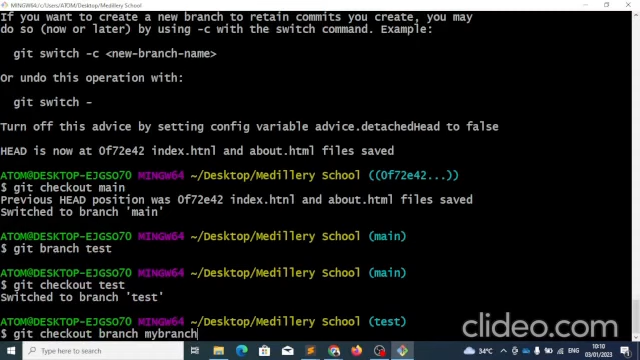 MINGW64:/c/Users/ATOM/Desktop/Medillery School
If you want to create a new branch to retain commits you create, you may
do so (now or later) by using -c with the switch command. Example:
git switch -c <new-branch-name>
Or undo this operation with:
git switch -
Turn off this advice by setting config variable advice.detachedHead to false
HEAD is now at 0f72e42 index.htnl and about.html files saved
ATOM@DESKTOP-EJGSO70 MINGW64 ~/Desktop/Medillery School ((0f72e42...))
$ git checkout main
Previous HEAD position was 0f72e42 index.htnl and about.html files saved
Switched to branch 'main'
ATOM@DESKTOP-EJGSO70 MINGW64 ~/Desktop/Medillery School (main)
$ git branch test
ATOM@DESKTOP-EJGSO70 MINGW64 ~/Desktop/Medillery School (main)
$ git checkout test
Switched to branch 'test'
ATOM@DESKTOP-EJGSO70 MINGW64 ~/Desktop/Medillery School (test)
$ git checkout branch mybranch
clideo.com
Type here to search
ENG
10:10
03/01/2023